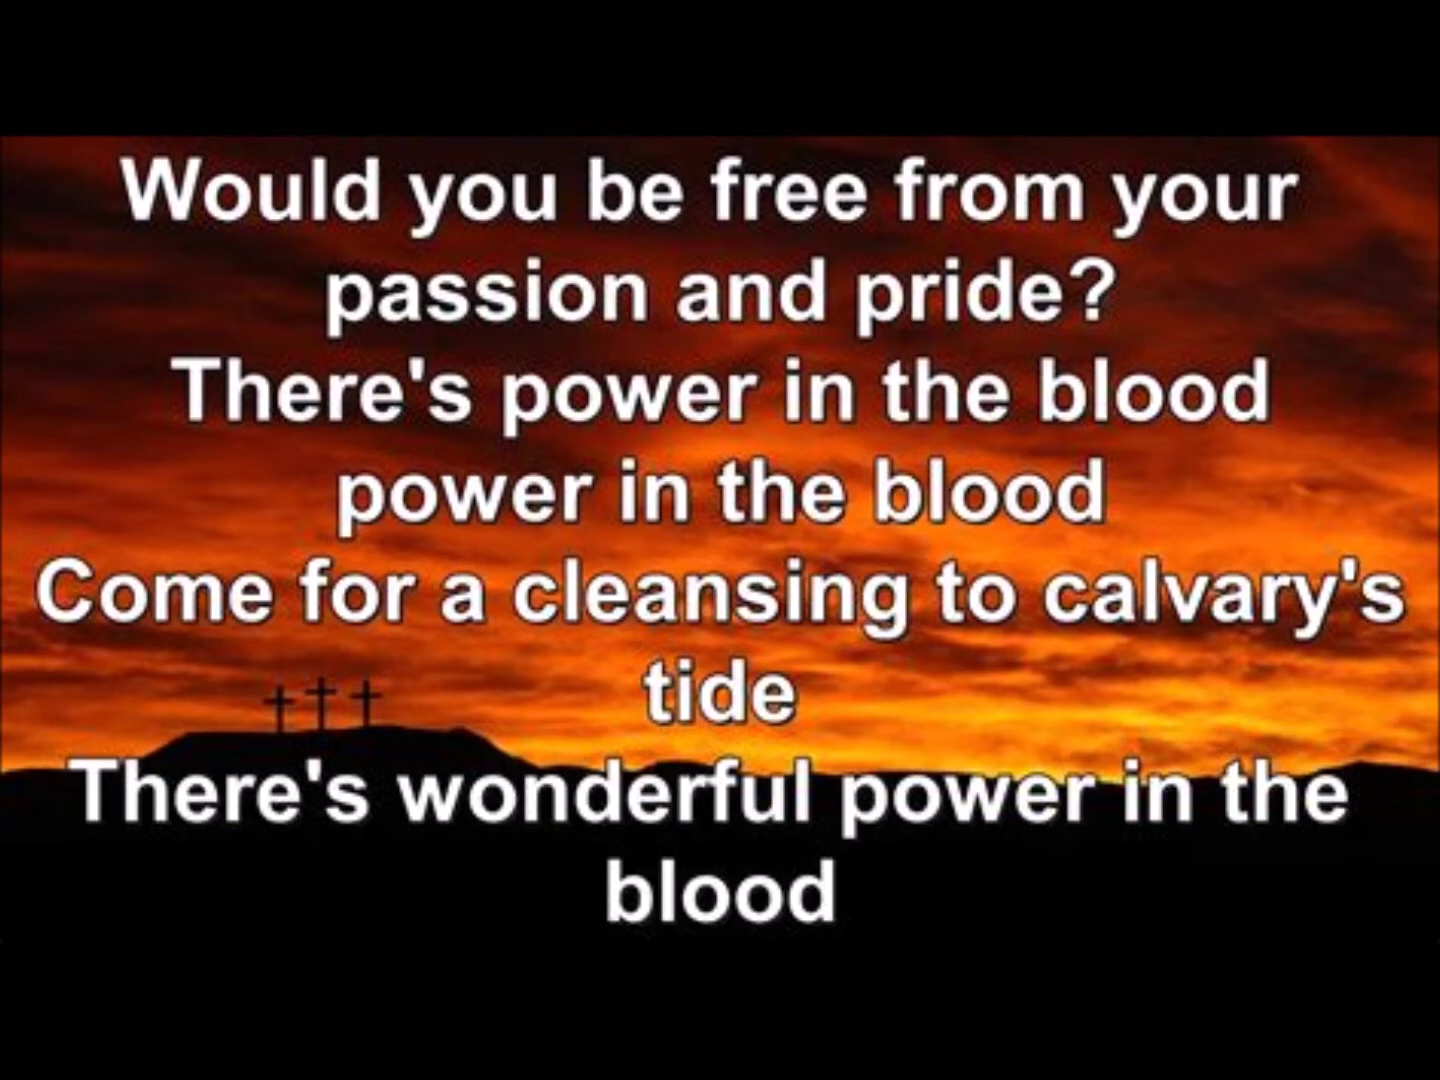 Would you be free from your
passion and pride?
There's power in the blood
power in the blood
Come for a cleansing to calvary's
tide
There's wonderful power in the
blood